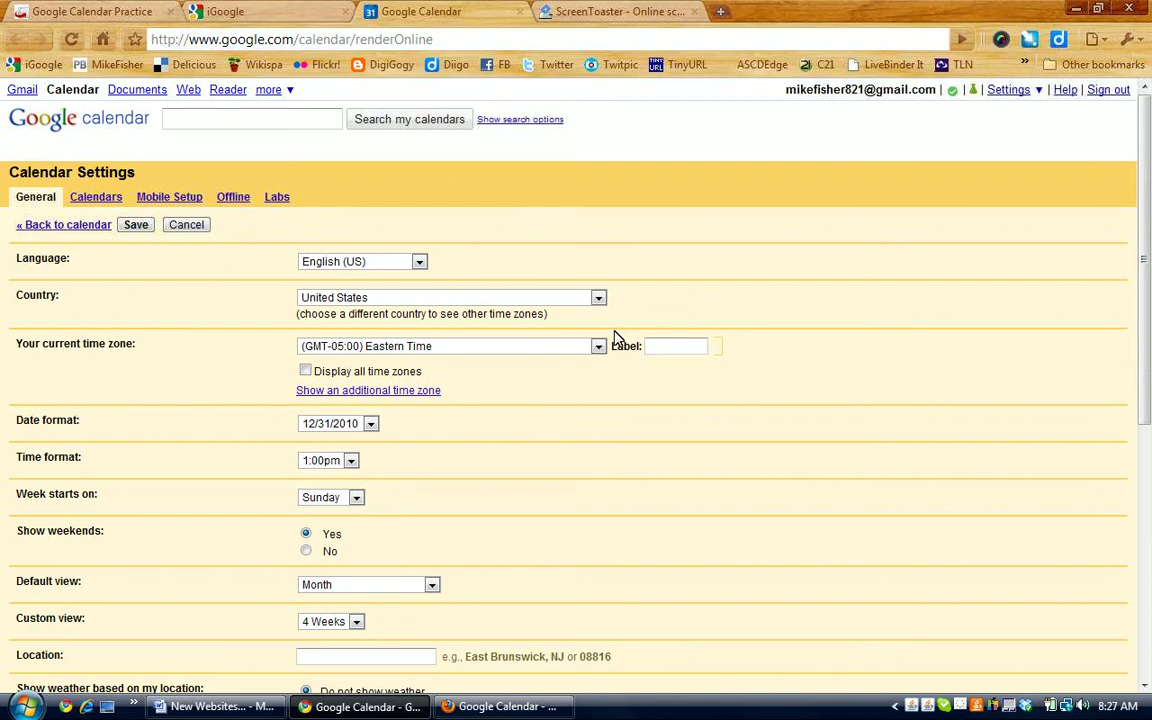 Google Calendar Practice
iGoogle
31 Google Calendar
ScreenToaster - Online sc...
http://www.google.com/calendar/renderOnline
iGoogle PB MikeFisher Delicious Wikispa Flickr! DigiGogy Diigo FB Twitter Twitpic TINY URL TinyURL ASCDEdge C21 LiveBinder It TLN » Other bookmarks
Gmail Calendar Documents Web Reader more ▼ mikefisher821@gmail.com | | Settings ▼ | Help | Sign out
Google calendar Search my calendars Show search options
Calendar Settings
General Calendars Mobile Setup Offline Labs
« Back to calendar Save Cancel
Language: English (US)
Country: United States
(choose a different country to see other time zones)
Your current time zone: (GMT-05:00) Eastern Time Label:
Display all time zones
Show an additional time zone
Date format: 12/31/2010
Time format: 1:00pm
Week starts on: Sunday
Show weekends: Yes
No
Default view: Month
Custom view: 4 Weeks
Location: e.g., East Brunswick, NJ or 08816
Show weather based on my location: Do not show weather
» New Websites... - M... Google Calendar - G... Google Calendar - ... < 8:27 AM